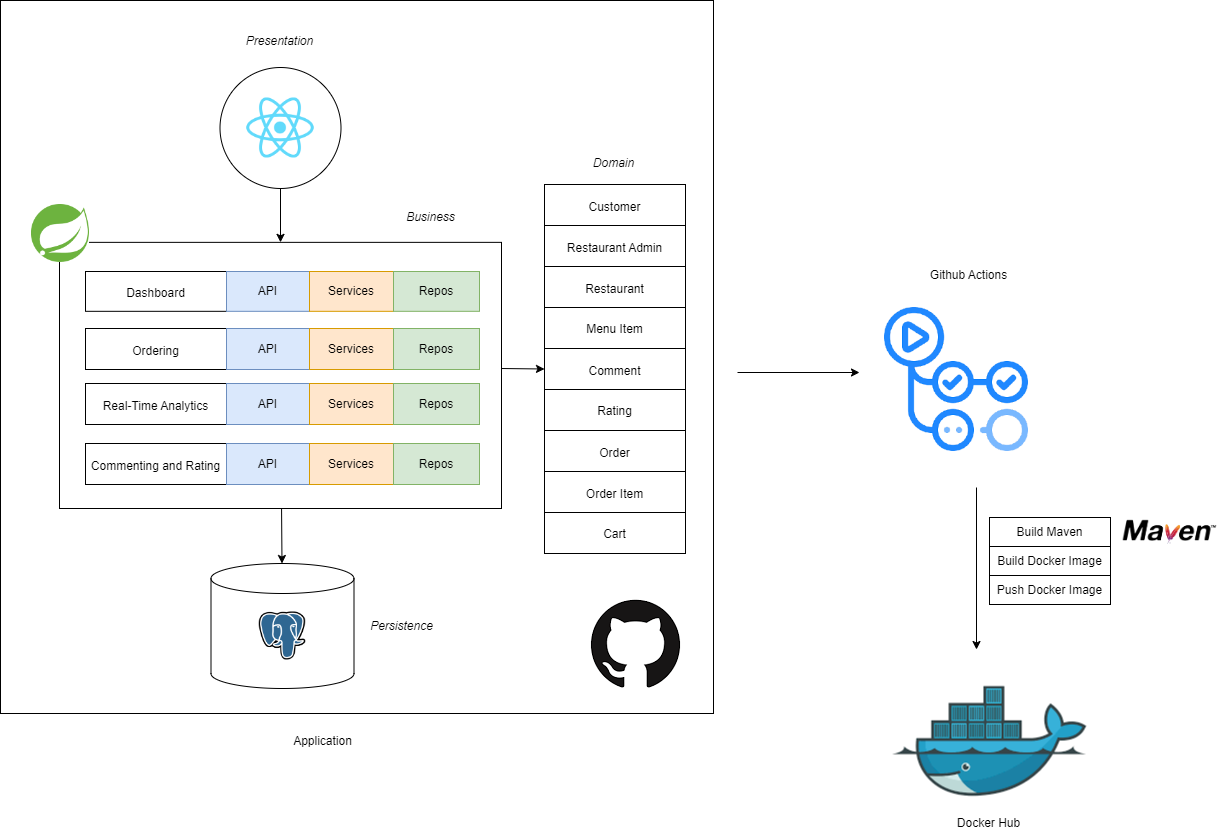 Presentation
Domain
Business
Customer
Restaurant Admin
Restaurant
Menu Item
Comment
Rating
Order
Order Item
Cart
Dashboard API Services Repos
Ordering API Services Repos
Real-Time Analytics API Services Repos
Commenting and Rating API Services Repos
Persistence
Application
Github Actions
Build Maven
Build Docker Image
Push Docker Image
Maven™
Docker Hub